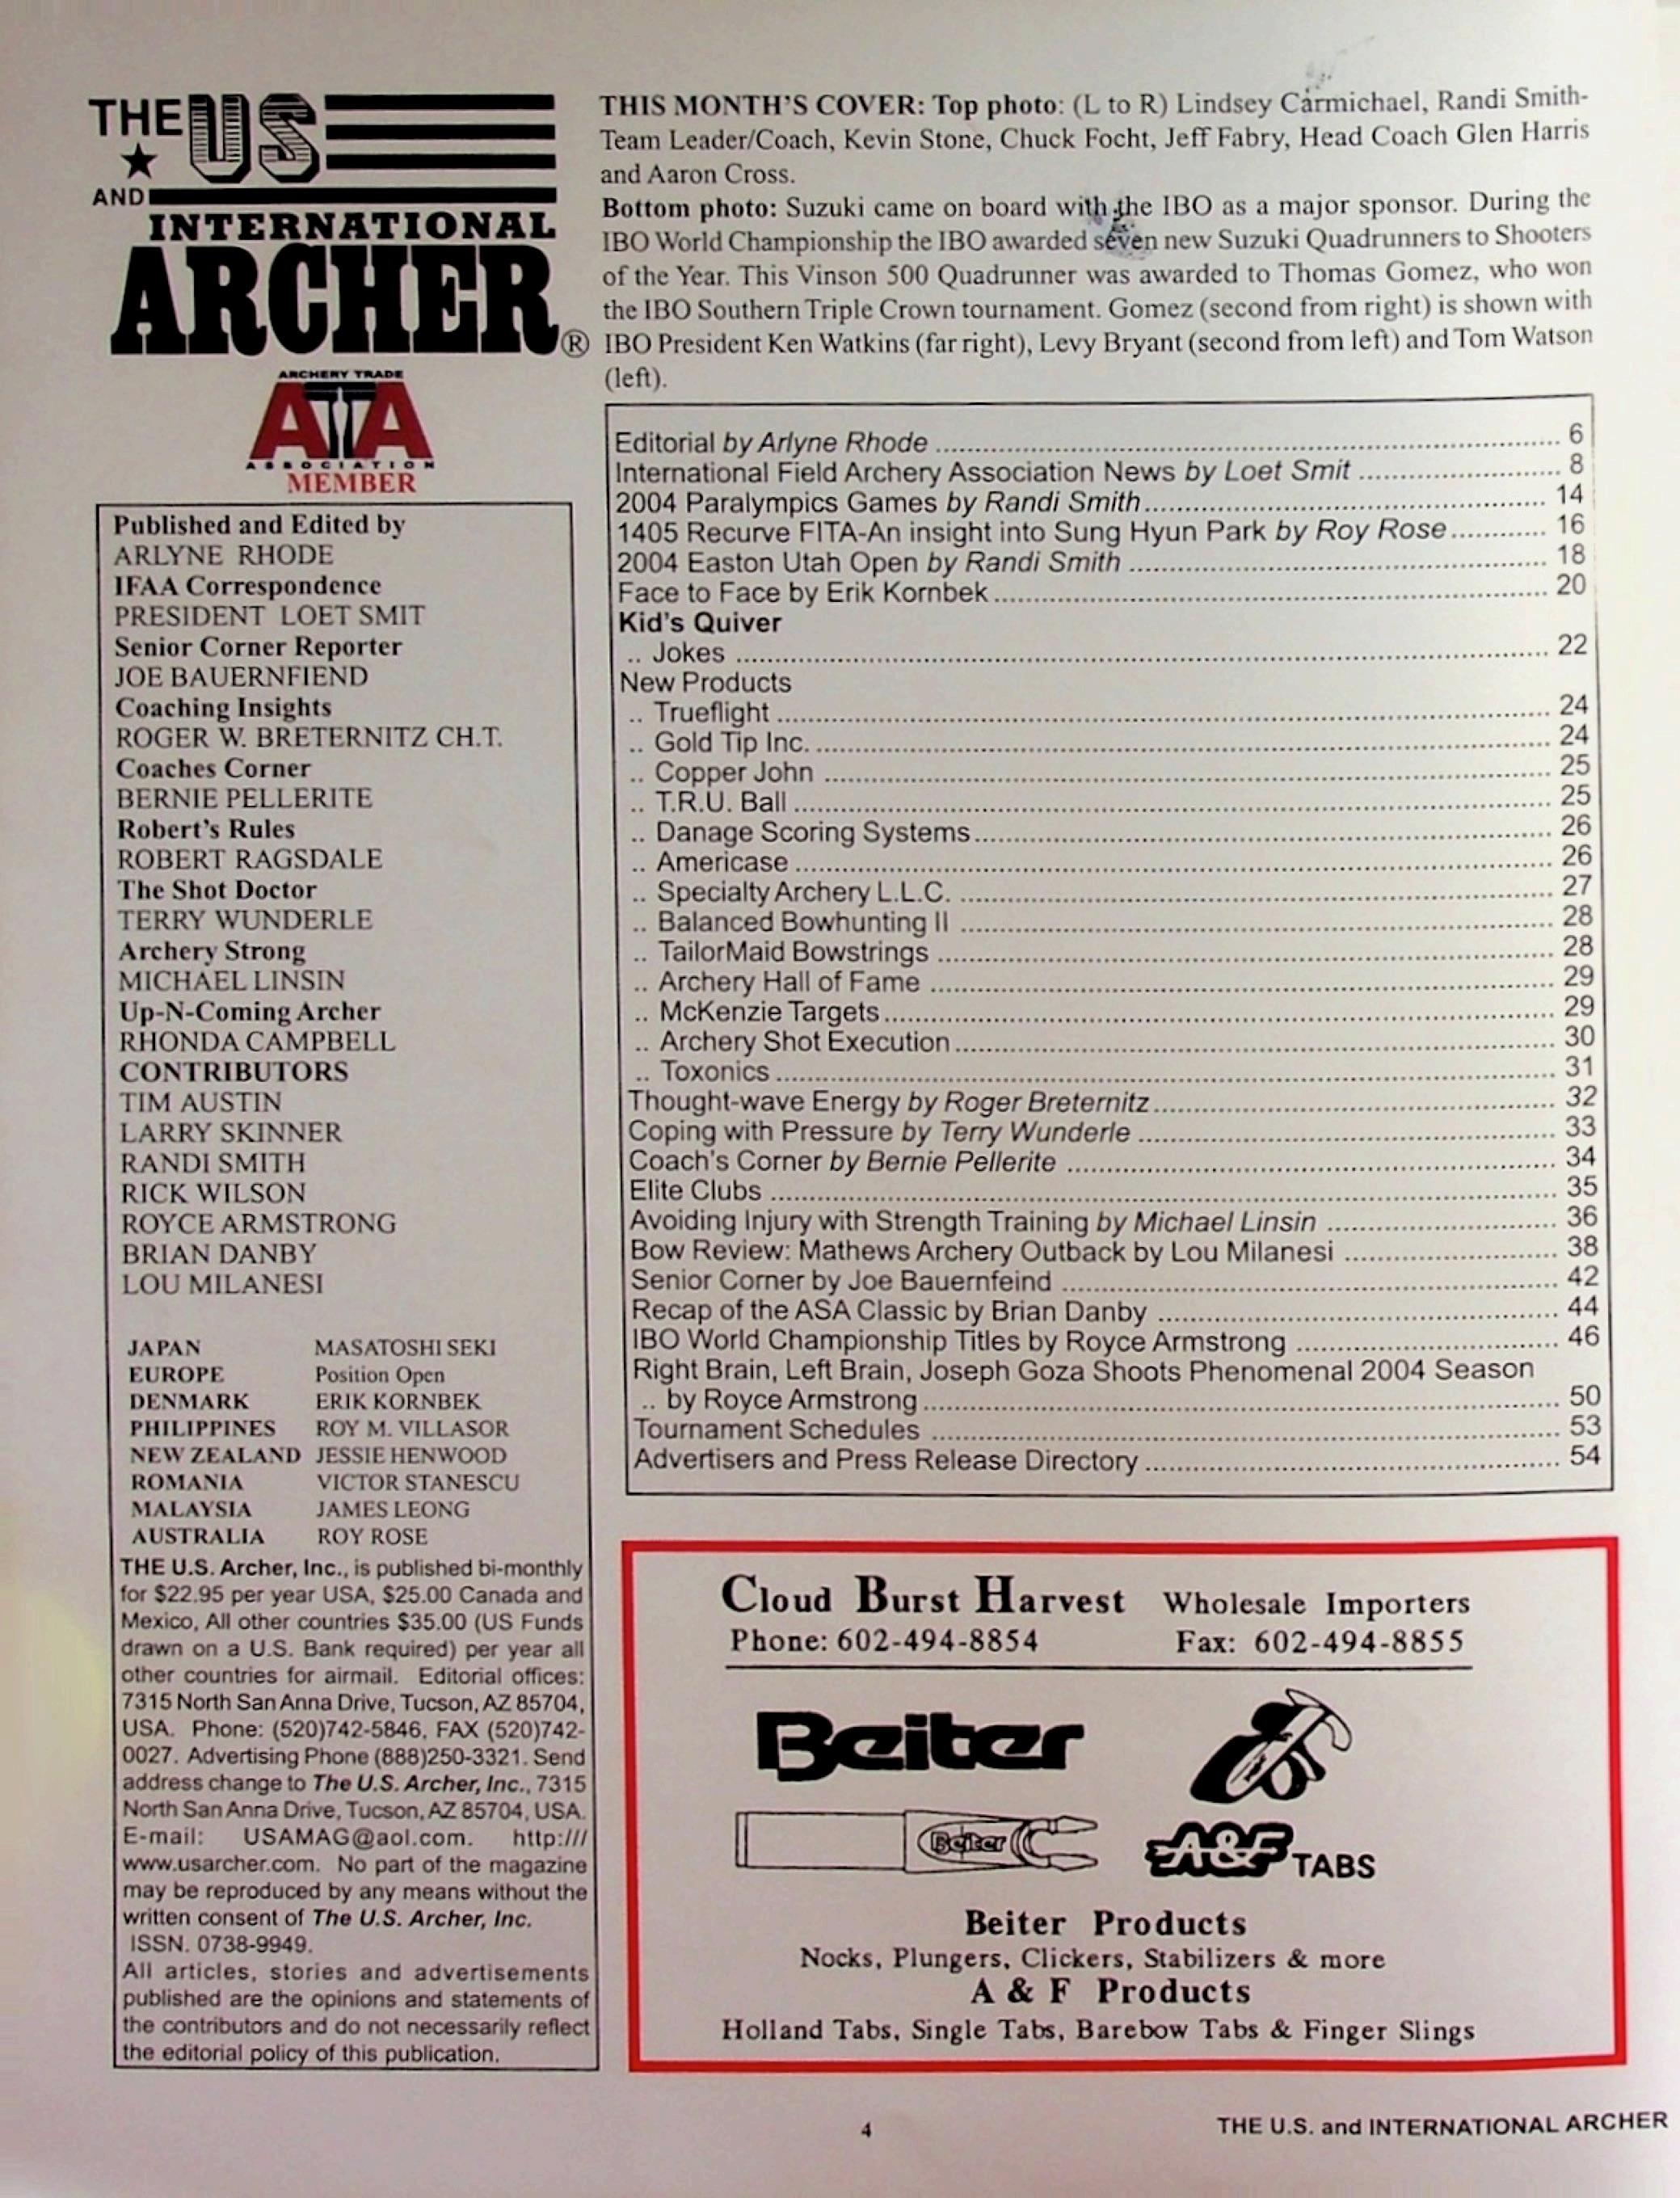 THE US
AND
INTERNATIONAL
ARCHER®
ARCHERY TRADE
ATA
ASSOCIATION
MEMBER
Published and Edited by
ARLYNE RHODE
IFAA Correspondence
PRESIDENT LOET SMIT
Senior Corner Reporter
JOE BAUERNFIEND
Coaching Insights
ROGER W. BRETERNITZ CH.T.
Coaches Corner
BERNIE PELLERITE
Robert's Rules
ROBERT RAGSDALE
The Shot Doctor
TERRY WUNDERLE
Archery Strong
MICHAEL LINSIN
Up-N-Coming Archer
RHONDA CAMPBELL
CONTRIBUTORS
TIM AUSTIN
LARRY SKINNER
RANDI SMITH
RICK WILSON
ROYCE ARMSTRONG
BRIAN DANBY
LOU MILANESI
JAPAN MASATOSHI SEKI
EUROPE Position Open
DENMARK ERIK KORNBEK
PHILIPPINES ROY M. VILLASOR
NEW ZEALAND JESSIE HENWOOD
ROMANIA VICTOR STANESCU
MALAYSIA JAMES LEONG
AUSTRALIA ROY ROSE
THE U.S. Archer, Inc., is published bi-monthly
for $22.95 per year USA, $25.00 Canada and
Mexico, All other countries $35.00 (US Funds
drawn on a U.S. Bank required) per year all
other countries for airmail. Editorial offices:
7315 North San Anna Drive, Tucson, AZ 85704,
USA. Phone: (520)742-5846, FAX (520)742-
0027. Advertising Phone (888)250-3321. Send
address change to The U.S. Archer, Inc., 7315
North San Anna Drive, Tucson, AZ 85704, USA.
E-mail: USAMAG@aol.com. http:///
www.usarcher.com. No part of the magazine
may be reproduced by any means without the
written consent of The U.S. Archer, Inc.
ISSN. 0738-9949.
All articles, stories and advertisements
published are the opinions and statements of
the contributors and do not necessarily reflect
the editorial policy of this publication.
THIS MONTH'S COVER: Top photo: (L to R) Lindsey Carmichael, Randi Smith-
Team Leader/Coach, Kevin Stone, Chuck Focht, Jeff Fabry, Head Coach Glen Harris
and Aaron Cross.
Bottom photo: Suzuki came on board with the IBO as a major sponsor. During the
IBO World Championship the IBO awarded seven new Suzuki Quadrunners to Shooters
of the Year. This Vinson 500 Quadrunner was awarded to Thomas Gomez, who won
the IBO Southern Triple Crown tournament. Gomez (second from right) is shown with
IBO President Ken Watkins (far right), Levy Bryant (second from left) and Tom Watson
(left).
Editorial by Arlyne Rhode ..... 6
International Field Archery Association News by Loet Smit ..... 8
2004 Paralympics Games by Randi Smith ..... 14
1405 Recurve FITA-An insight into Sung Hyun Park by Roy Rose ..... 16
2004 Easton Utah Open by Randi Smith ..... 18
Face to Face by Erik Kornbek ..... 20
Kid's Quiver
.. Jokes ..... 22
New Products
.. Trueflight ..... 24
.. Gold Tip Inc. ..... 24
.. Copper John ..... 25
.. T.R.U. Ball ..... 25
.. Danage Scoring Systems ..... 26
.. Americase ..... 26
.. Specialty Archery L.L.C. ..... 27
.. Balanced Bowhunting II ..... 28
.. TailorMaid Bowstrings ..... 28
.. Archery Hall of Fame ..... 29
.. McKenzie Targets ..... 29
.. Archery Shot Execution ..... 30
.. Toxonics ..... 31
Thought-wave Energy by Roger Breternitz ..... 32
Coping with Pressure by Terry Wunderle ..... 33
Coach's Corner by Bernie Pellerite ..... 34
Elite Clubs ..... 35
Avoiding Injury with Strength Training by Michael Linsin ..... 36
Bow Review: Mathews Archery Outback by Lou Milanesi ..... 38
Senior Corner by Joe Bauernfeind ..... 42
Recap of the ASA Classic by Brian Danby ..... 44
IBO World Championship Titles by Royce Armstrong ..... 46
Right Brain, Left Brain, Joseph Goza Shoots Phenomenal 2004 Season
.. by Royce Armstrong ..... 50
Tournament Schedules ..... 53
Advertisers and Press Release Directory ..... 54
Cloud Burst Harvest Wholesale Importers
Phone: 602-494-8854 Fax: 602-494-8855
Beiter
Beiter
A&F TABS
Beiter Products
Nocks, Plungers, Clickers, Stabilizers & more
A & F Products
Holland Tabs, Single Tabs, Barebow Tabs & Finger Slings
4
THE U.S. and INTERNATIONAL ARCHER